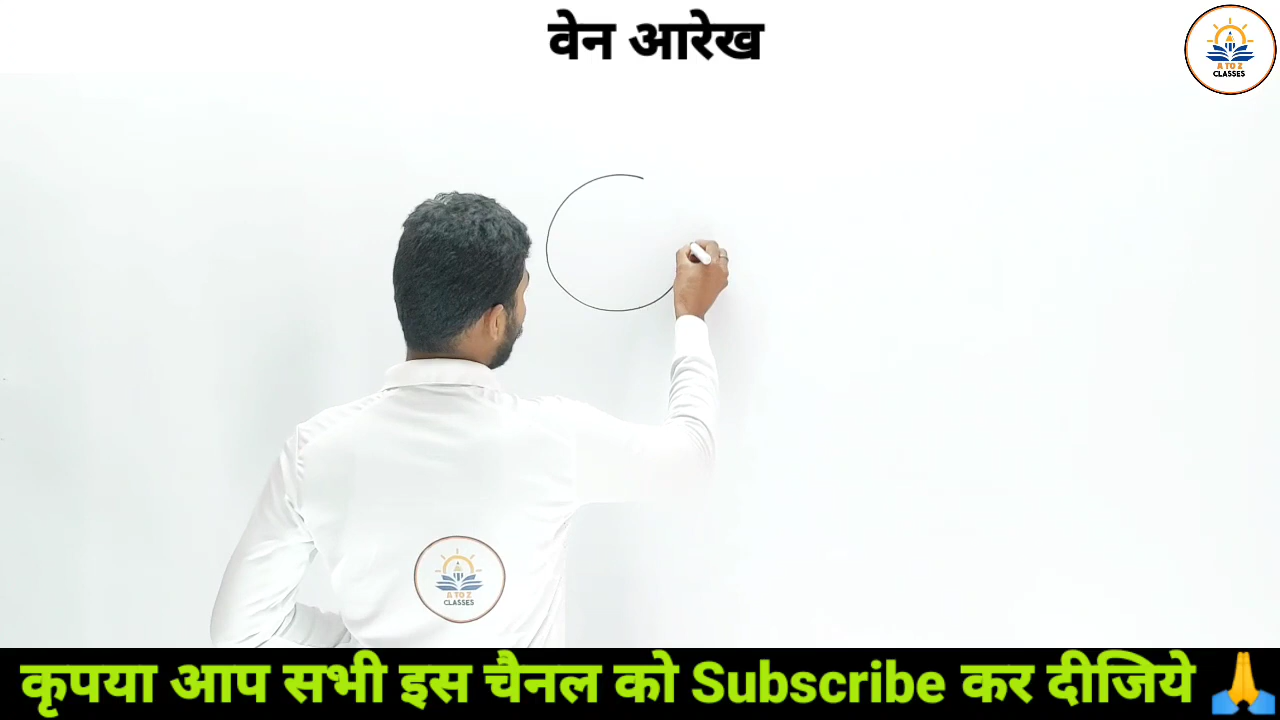 वेन आरेख
A TO Z
CLASSES
A TO Z
CLASSES
कृपया आप सभी इस चैनल को Subscribe कर दीजिये 🙏